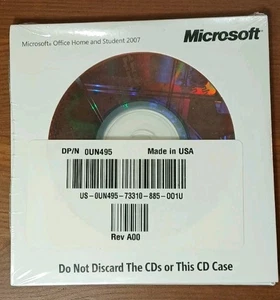 Microsoft® Office Home and Student 2007
Microsoft
DP/N 0UN495 Made in USA
US-0UN495-73310-885-001U
Rev A00
Do Not Discard The CDs or This CD Case